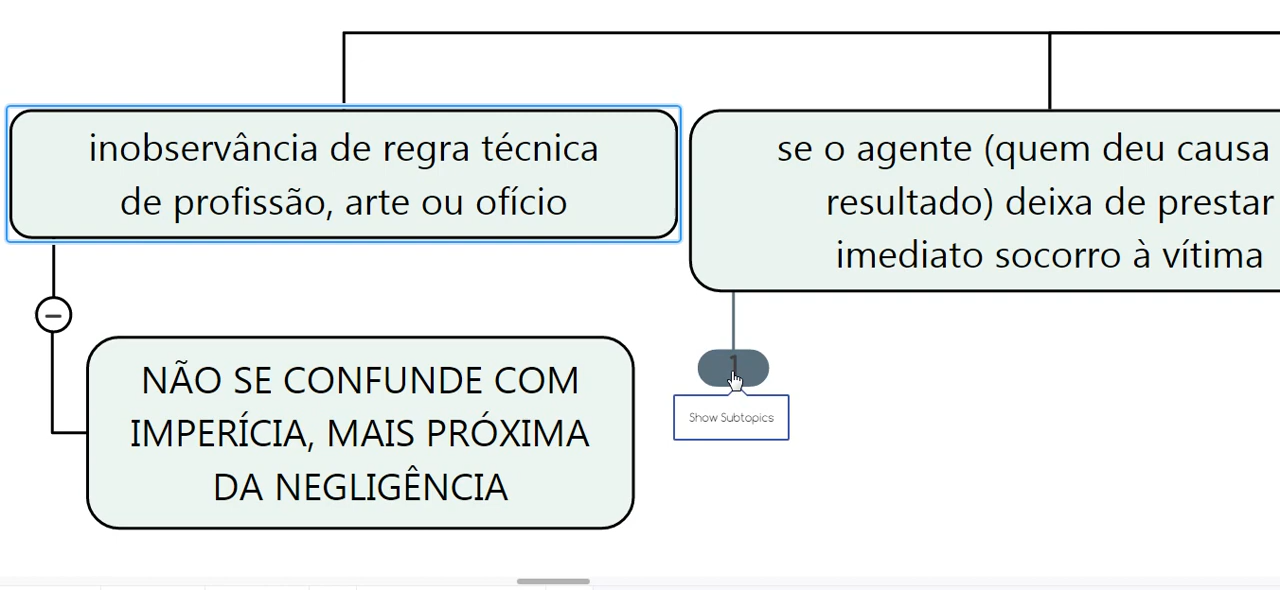 inobservância de regra técnica
de profissão, arte ou ofício
se o agente (quem deu causa
resultado) deixa de prestar
imediato socorro à vítima
NÃO SE CONFUNDE COM
IMPERÍCIA, MAIS PRÓXIMA
DA NEGLIGÊNCIA
1
Show Subtopics